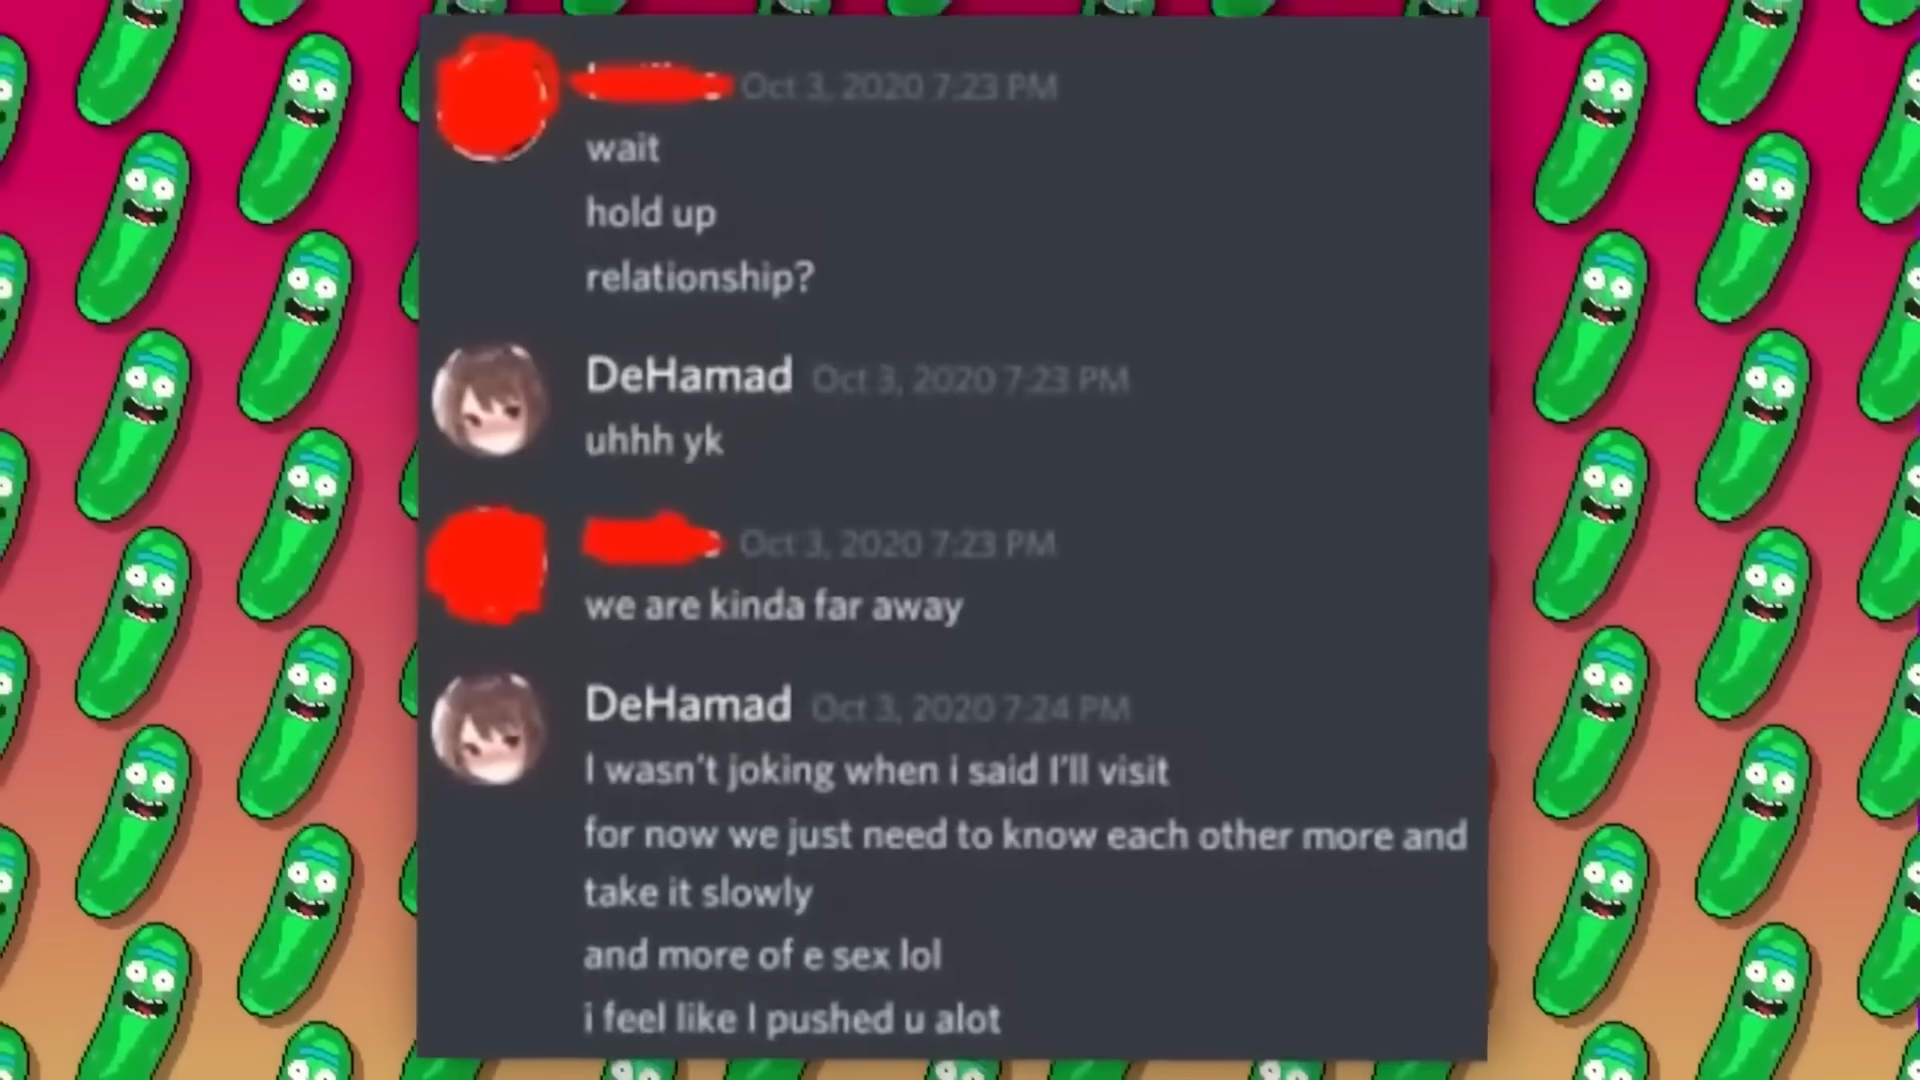 Oct 3, 2020 7:23 PM
wait
hold up
relationship?
DeHamad Oct 3, 2020 7:23 PM
uhhh yk
Oct 3, 2020 7:23 PM
we are kinda far away
DeHamad Oct 3, 2020 7:24 PM
I wasn't joking when i said I'll visit
for now we just need to know each other more and
take it slowly
and more of e sex lol
i feel like I pushed u alot